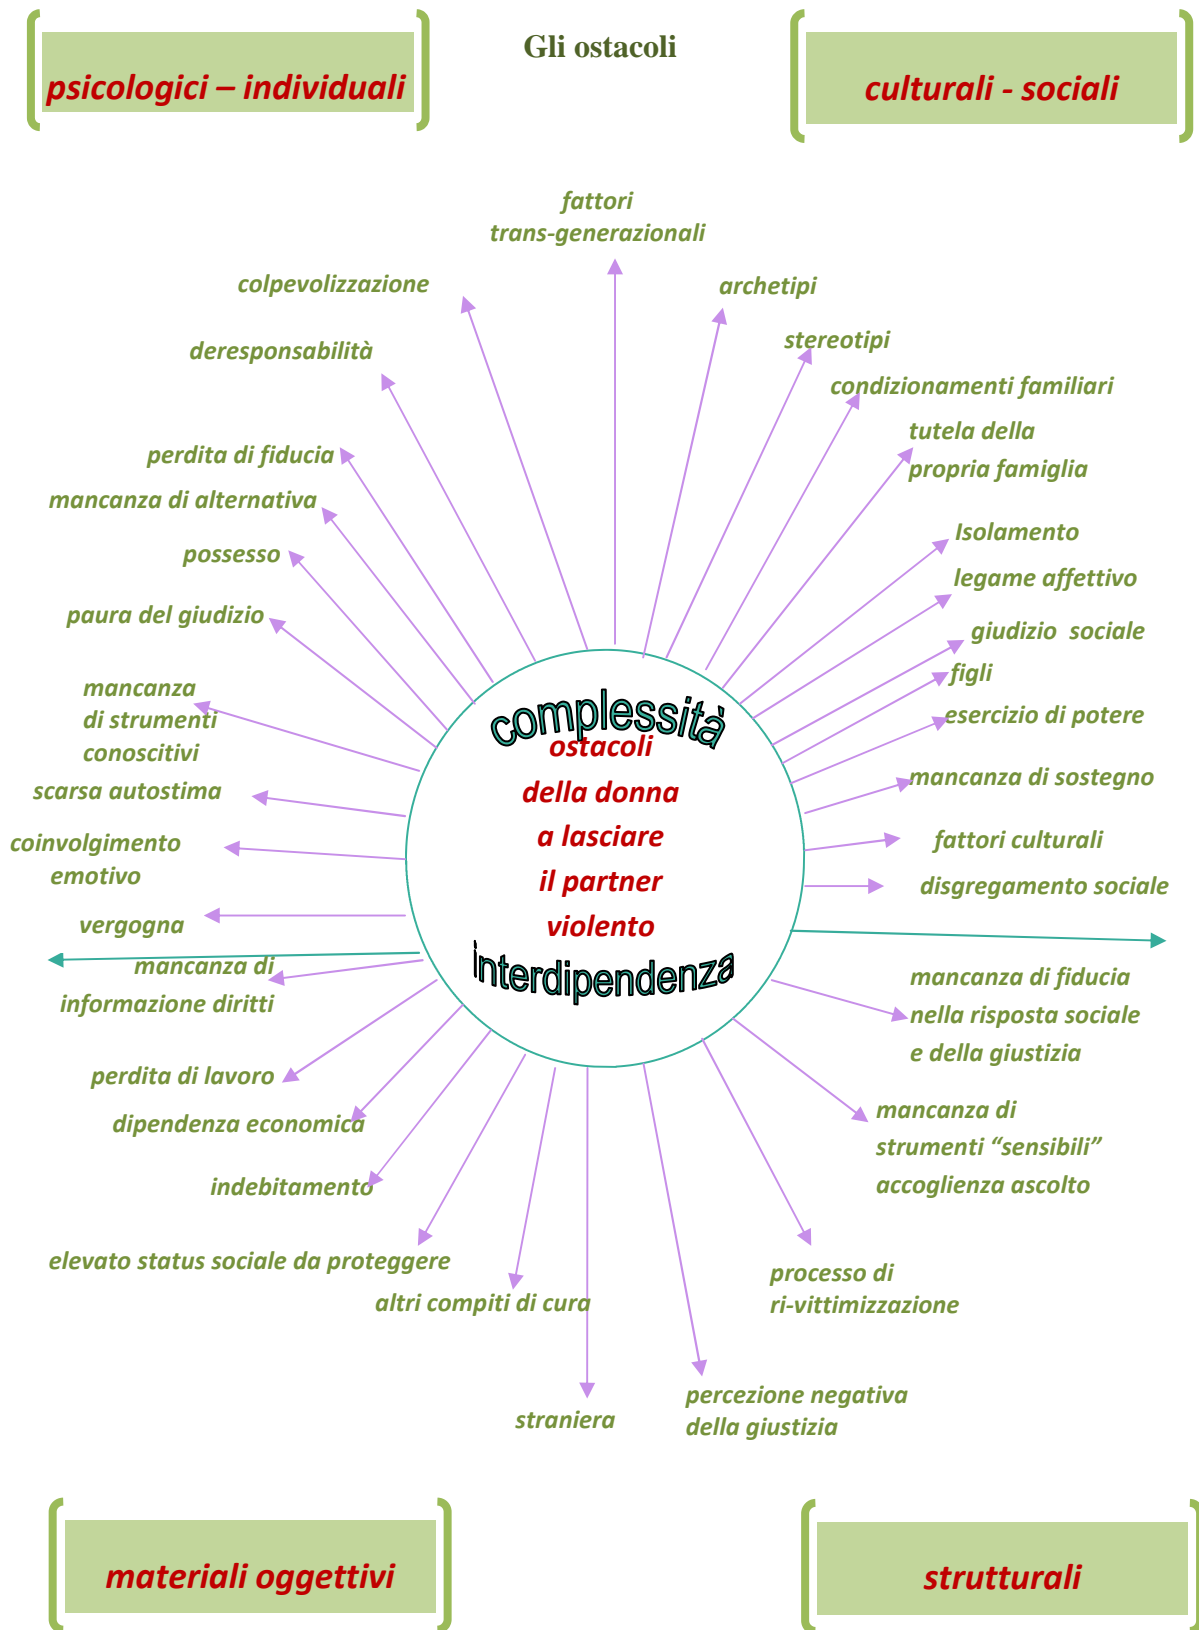 Gli ostacoli
psicologici – individuali
culturali - sociali
fattori
trans-generazionali
colpevolizzazione
archetipi
deresponsabilità
stereotipi
condizionamenti familiari
perdita di fiducia
tutela della
propria famiglia
mancanza di alternativa
possesso
Isolamento
legame affettivo
paura del giudizio
giudizio sociale
figli
mancanza
di strumenti
conoscitivi
esercizio di potere
scarsa autostima
mancanza di sostegno
coinvolgimento
emotivo
fattori culturali
disgregamento sociale
vergogna
complessità
ostacoli
della donna
a lasciare
il partner
violento
interdipendenza
mancanza di
informazione diritti
mancanza di fiducia
nella risposta sociale
e della giustizia
perdita di lavoro
dipendenza economica
mancanza di
strumenti “sensibili”
accoglienza ascolto
indebitamento
elevato status sociale da proteggere
processo di
ri-vittimizzazione
altri compiti di cura
straniera
percezione negativa
della giustizia
materiali oggettivi
strutturali